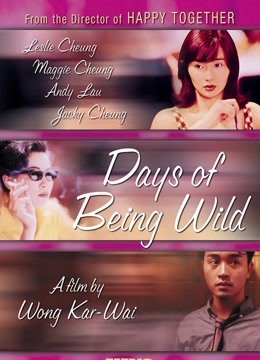 From the Director of HAPPY TOGETHER
Leslie Cheung
Maggie Cheung
Andy Lau
Jacky Cheung
Days of
Being Wild
A film by
Wong Kar-Wai